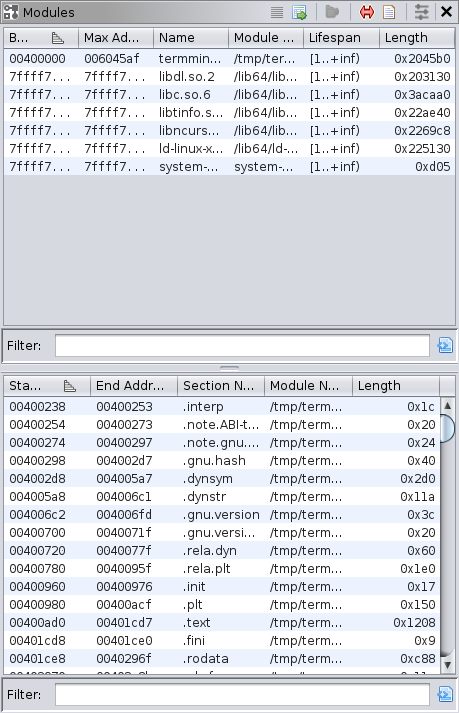 Modules
B... Max Ad... Name Module ... Lifespan Length
00400000 006045af termmin... /tmp/ter... [1..+inf) 0x2045b0
7ffff7... 7ffff7... libdl.so.2 /lib64/lib... [1..+inf) 0x203130
7ffff7... 7ffff7... libc.so.6 /lib64/lib... [1..+inf) 0x3acaa0
7ffff7... 7ffff7... libtinfo.s... /lib64/lib... [1..+inf) 0x22ae40
7ffff7... 7ffff7... libncurs... /lib64/lib... [1..+inf) 0x2269c8
7ffff7... 7ffff7... ld-linux-x... /lib64/ld-... [1..+inf) 0x225130
7ffff7... 7ffff7... system-... system-... [1..+inf) 0xd05
Filter:
Sta... End Addr... Section N... Module N... Length
00400238 00400253 .interp /tmp/term... 0x1c
00400254 00400273 .note.ABI-t... /tmp/term... 0x20
00400274 00400297 .note.gnu.... /tmp/term... 0x24
00400298 004002d7 .gnu.hash /tmp/term... 0x40
004002d8 004005a7 .dynsym /tmp/term... 0x2d0
004005a8 004006c1 .dynstr /tmp/term... 0x11a
004006c2 004006fd .gnu.version /tmp/term... 0x3c
00400700 0040071f .gnu.versi... /tmp/term... 0x20
00400720 0040077f .rela.dyn /tmp/term... 0x60
00400780 0040095f .rela.plt /tmp/term... 0x1e0
00400960 00400976 .init /tmp/term... 0x17
00400980 00400acf .plt /tmp/term... 0x150
00400ad0 00401cd7 .text /tmp/term... 0x1208
00401cd8 00401ce0 .fini /tmp/term... 0x9
00401ce8 0040296f .rodata /tmp/term... 0xc88
Filter: